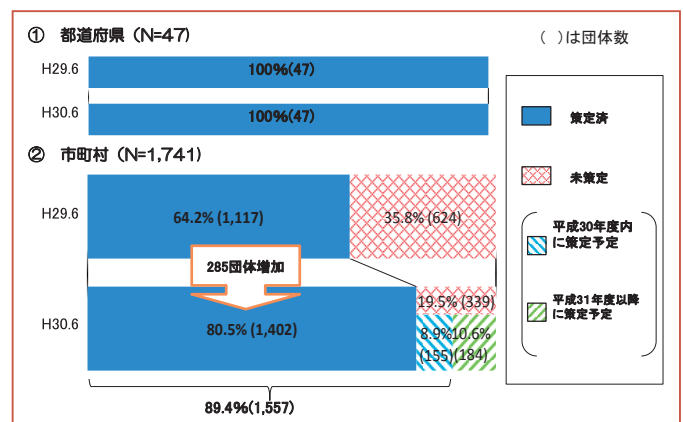 ① 都道府県（N=47）
（ ）は団体数
H29.6
100%(47)
H30.6
100%(47)
② 市町村（N=1,741）
H29.6
64.2% (1,117)
35.8% (624)
285団体増加
H30.6
80.5% (1,402)
19.5% (339)
8.9%
(155)
10.6%
(184)
89.4%(1,557)
策定済
未策定
平成30年度内
に策定予定
平成31年度以降
に策定予定